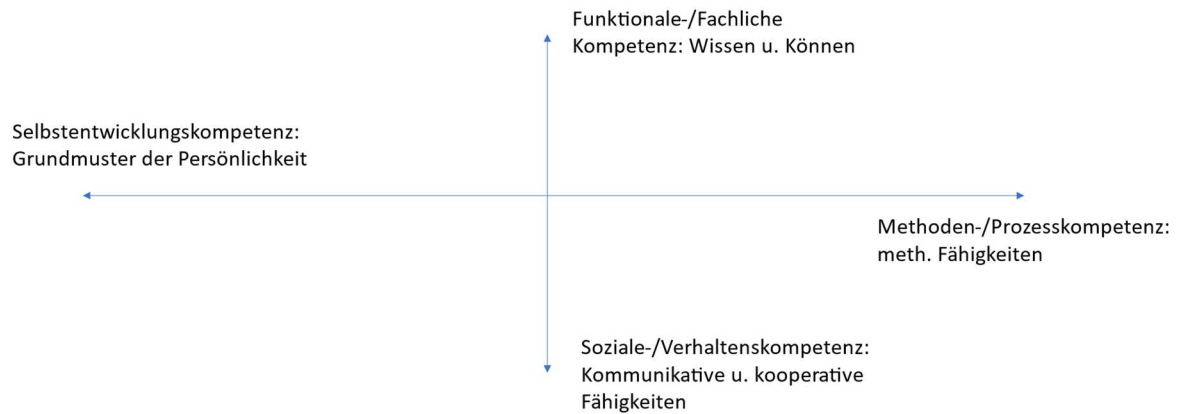 Funktionale-/Fachliche
Kompetenz: Wissen u. Können
Selbstentwicklungskompetenz:
Grundmuster der Persönlichkeit
Methoden-/Prozesskompetenz:
meth. Fähigkeiten
Soziale-/Verhaltenskompetenz:
Kommunikative u. kooperative
Fähigkeiten